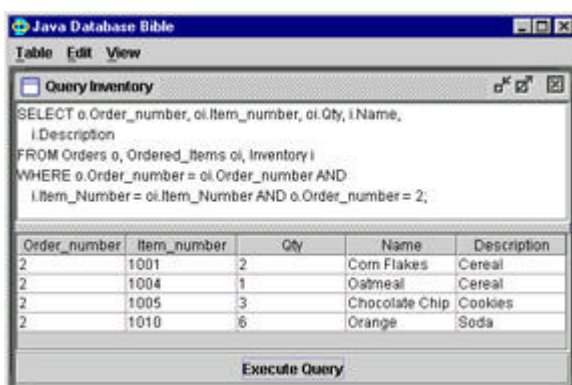 Java Database Bible
Table Edit View
Query Inventory
SELECT o.Order_number, oi.Item_number, oi.Qty, i.Name,
i.Description
FROM Orders o, Ordered_Items oi, Inventory i
WHERE o.Order_number = oi.Order_number AND
i.Item_Number = oi.Item_Number AND o.Order_number = 2;
Order_number Item_number Qty Name Description
2 1001 2 Corn Flakes Cereal
2 1004 1 Oatmeal Cereal
2 1005 3 Chocolate Chip Cookies
2 1010 6 Orange Soda
Execute Query